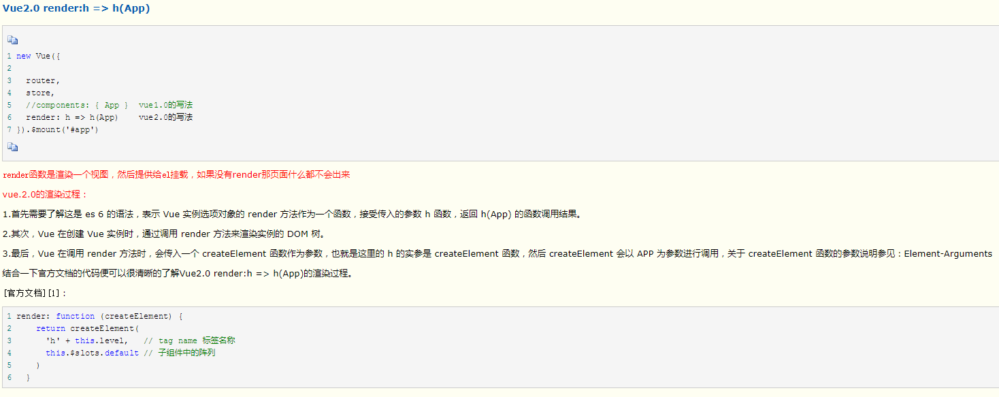 Vue2.0 render:h => h(App)
1 new Vue({
2
3 router,
4 store,
5 //components: { App } vue1.0的写法
6 render: h => h(App) vue2.0的写法
7 }).$mount('#app')
render函数是渲染一个视图，然后提供给el挂载，如果没有render那页面什么都不会出来
vue.2.0的渲染过程：
1.首先需要了解这是 es 6 的语法，表示 Vue 实例选项对象的 render 方法作为一个函数，接受传入的参数 h 函数，返回 h(App) 的函数调用结果。
2.其次，Vue 在创建 Vue 实例时，通过调用 render 方法来渲染实例的 DOM 树。
3.最后，Vue 在调用 render 方法时，会传入一个 createElement 函数作为参数，也就是这里的 h 的实参是 createElement 函数，然后 createElement 会以 APP 为参数进行调用，关于 createElement 函数的参数说明参见：Element-Arguments
结合一下官方文档的代码便可以很清晰的了解Vue2.0 render:h => h(App)的渲染过程。
[官方文档][1]：
1 render: function (createElement) {
2 return createElement(
3 'h' + this.level, // tag name 标签名称
4 this.$slots.default // 子组件中的阵列
5 )
6 }